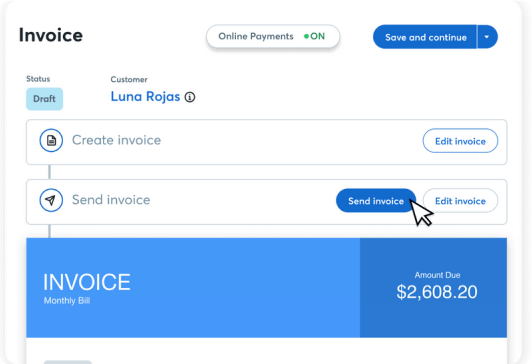 Invoice
Online Payments ON
Save and continue
Status
Customer
Draft
Luna Rojas
Create invoice
Edit invoice
Send invoice
Send invoice
Edit invoice
INVOICE
Monthly Bill
Amount Due
$2,608.20